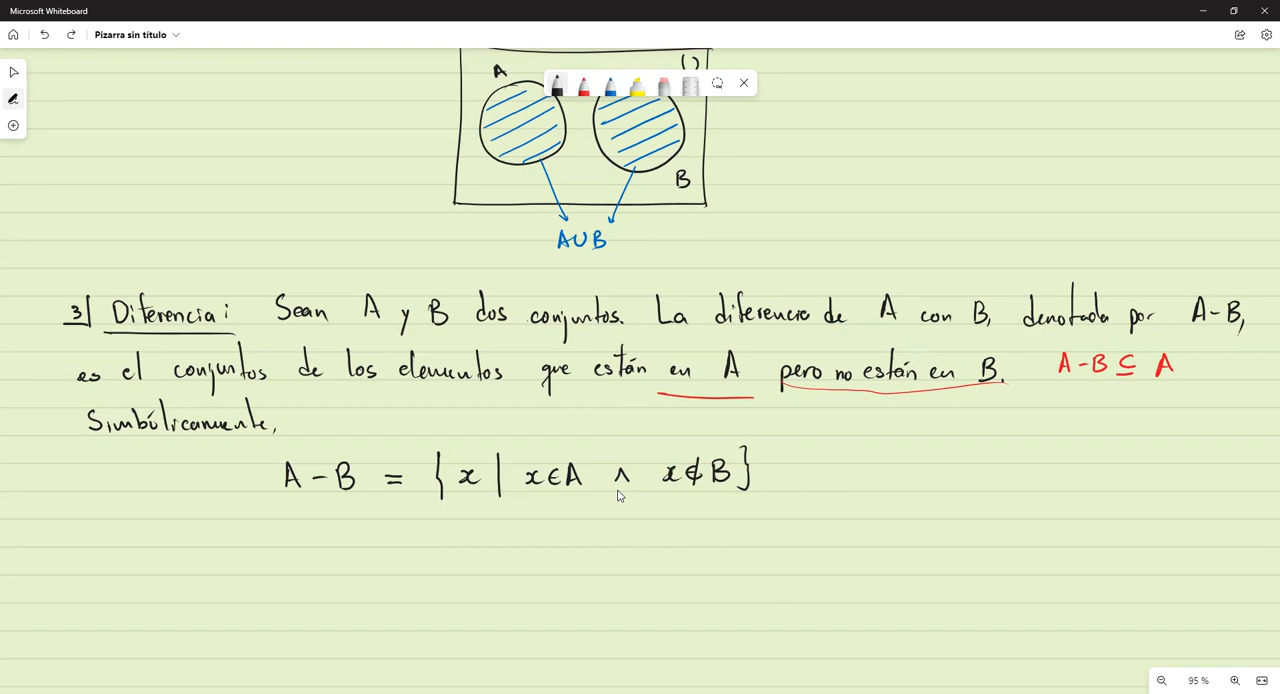 Microsoft Whiteboard
Pizarra sin título
A
U
B
A∪B
3] Diferencia: Sean A y B dos conjuntos. La diferencia de A con B, denotada por A-B,
es el conjuntos de los elementos que están en A pero no están en B. A-B ⊆ A
Simbólicamente,
A - B = { x | x∈A ∧ x∉B }
95 %